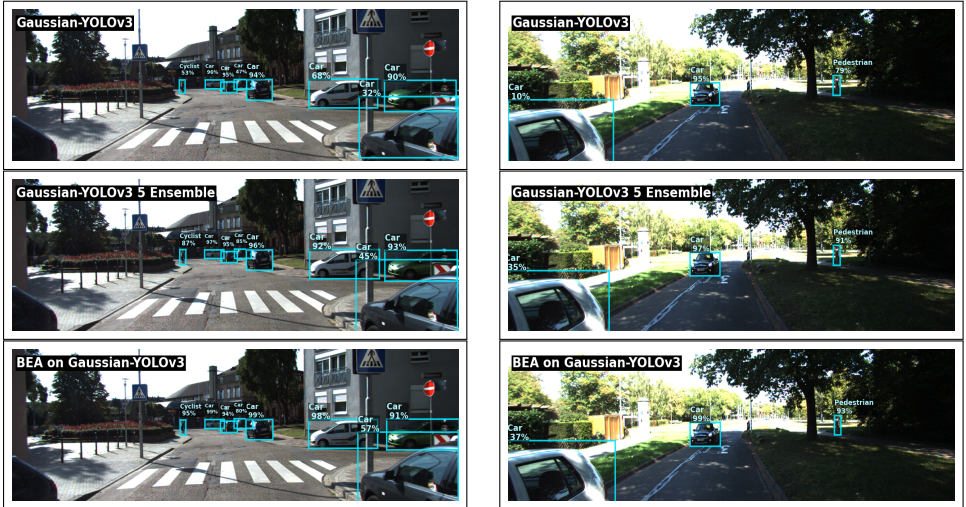 Gaussian-YOLOv3
Cyclist
53%
Car
96%
Car
95%
Car
47%
Car
94%
Car
68%
Car
32%
Car
90%
Gaussian-YOLOv3
Car
10%
Car
95%
Pedestrian
79%
Gaussian-YOLOv3 5 Ensemble
Cyclist
87%
Car
97%
Car
95%
Car
85%
Car
96%
Car
92%
Car
45%
Car
93%
Gaussian-YOLOv3 5 Ensemble
Car
35%
Car
97%
Pedestrian
91%
BEA on Gaussian-YOLOv3
Cyclist
95%
Car
99%
Car
94%
Car
80%
Car
99%
Car
98%
Car
57%
Car
91%
BEA on Gaussian-YOLOv3
Car
37%
Car
99%
Pedestrian
93%